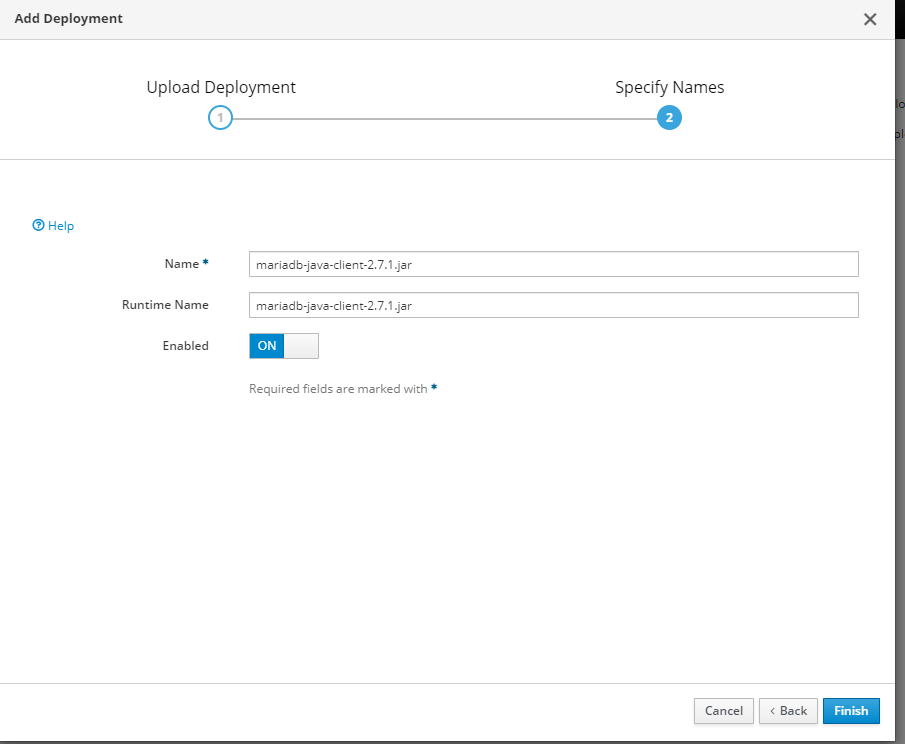 Add Deployment
Upload Deployment
Specify Names
1
2
Help
Name *
mariadb-java-client-2.7.1.jar
Runtime Name
mariadb-java-client-2.7.1.jar
Enabled
ON
Required fields are marked with *
Cancel
‹ Back
Finish